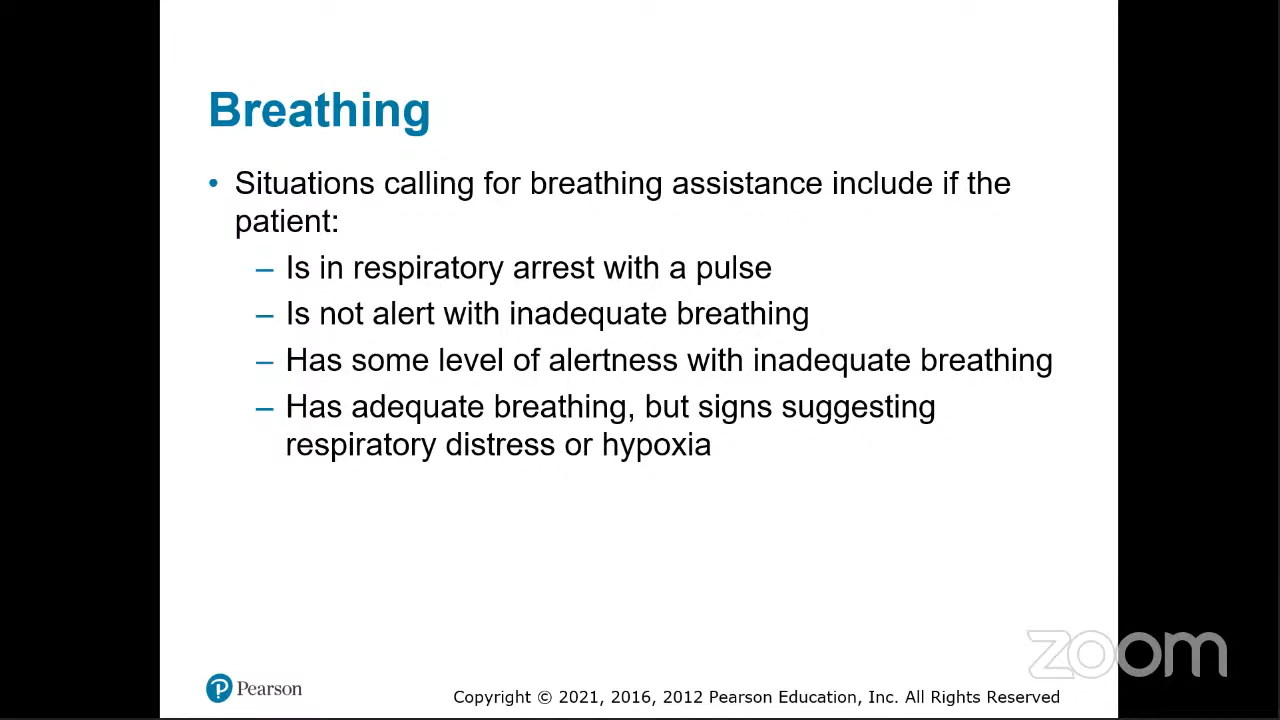 Breathing
• Situations calling for breathing assistance include if the
patient:
– Is in respiratory arrest with a pulse
– Is not alert with inadequate breathing
– Has some level of alertness with inadequate breathing
– Has adequate breathing, but signs suggesting
respiratory distress or hypoxia
zoom
Pearson
Copyright © 2021, 2016, 2012 Pearson Education, Inc. All Rights Reserved